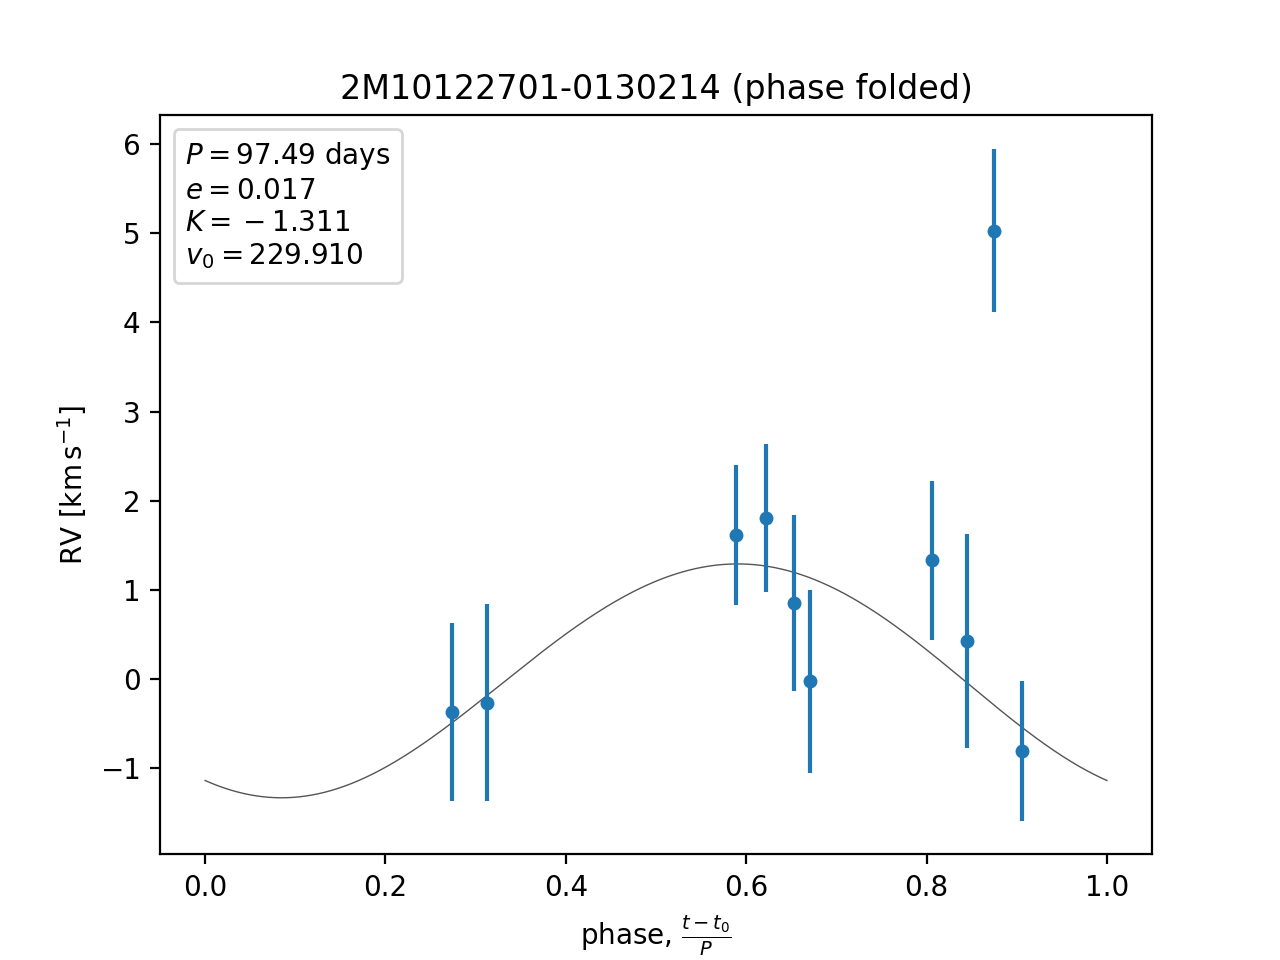 2M10122701-0130214 (phase folded)
P = 97.49 days
e = 0.017
K = −1.311
v₀ = 229.910
6
5
4
3
2
1
0
−1
RV [km s⁻¹]
0.0 0.2 0.4 0.6 0.8 1.0
phase, (t − t₀)/P